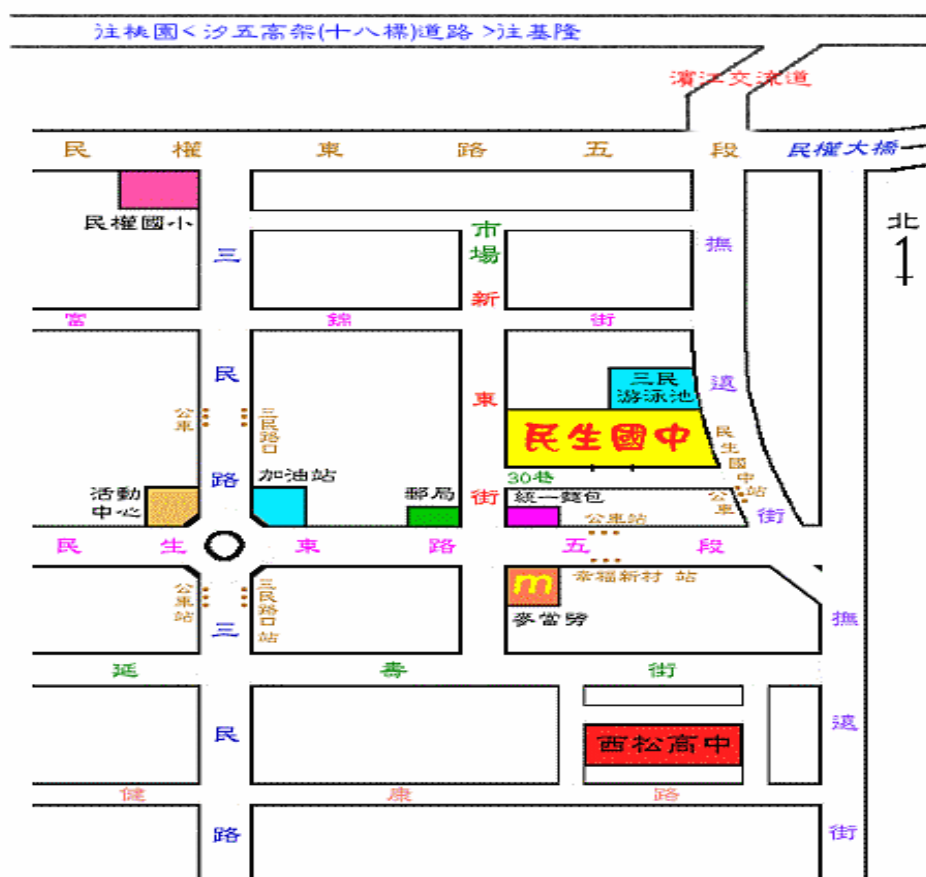 往桃園<汐五高架(十八標)道路>往基隆
濱江交流道
民權東路五段
民權大橋
民權國小
北
市場
三民路
新東街
撫遠街
富錦街
三民
游泳池
民生國中
公車
三民路口
民生國中站
公車
30巷
加油站
郵局
統一麵包
活動
中心
公車站
民生東路五段
幸福新村 站
m
麥當勞
公車站
三民路口站
三民路
撫遠街
延壽街
西松高中
健康路